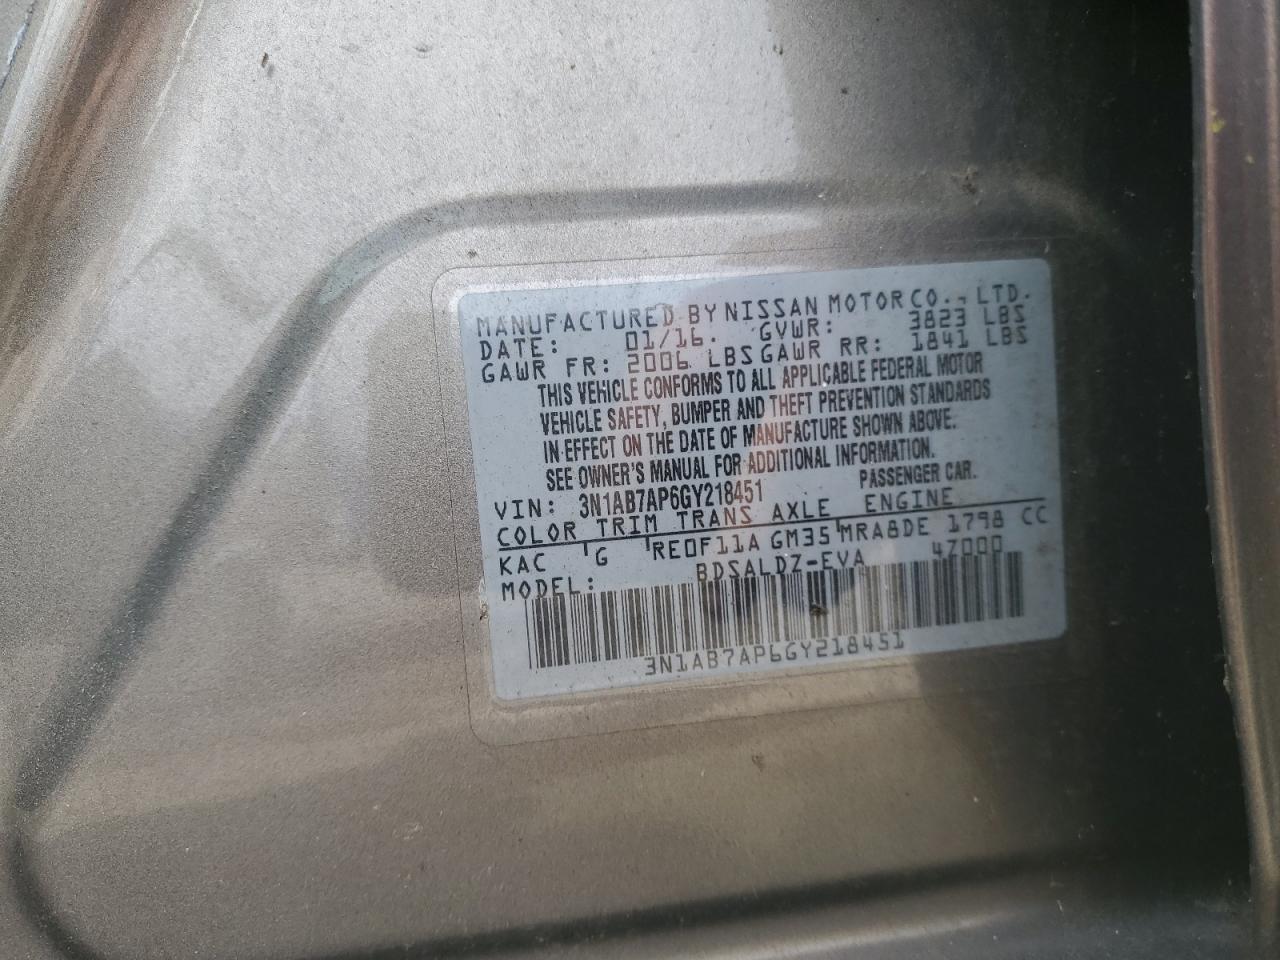 MANUFACTURED BY NISSAN MOTOR CO., LTD.
DATE: 01/16. GVWR: 3823 LBS
GAWR FR: 2006 LBS GAWR RR: 1841 LBS
THIS VEHICLE CONFORMS TO ALL APPLICABLE FEDERAL MOTOR
VEHICLE SAFETY, BUMPER AND THEFT PREVENTION STANDARDS
IN EFFECT ON THE DATE OF MANUFACTURE SHOWN ABOVE.
SEE OWNER'S MANUAL FOR ADDITIONAL INFORMATION.
VIN: 3N1AB7AP6GY218451 PASSENGER CAR.
COLOR TRIM TRANS AXLE ENGINE
KAC G RE0F11A GM35 MRA8DE 1798 CC
MODEL: BDSALDZ-EVA 47000
3N1AB7AP6GY218451